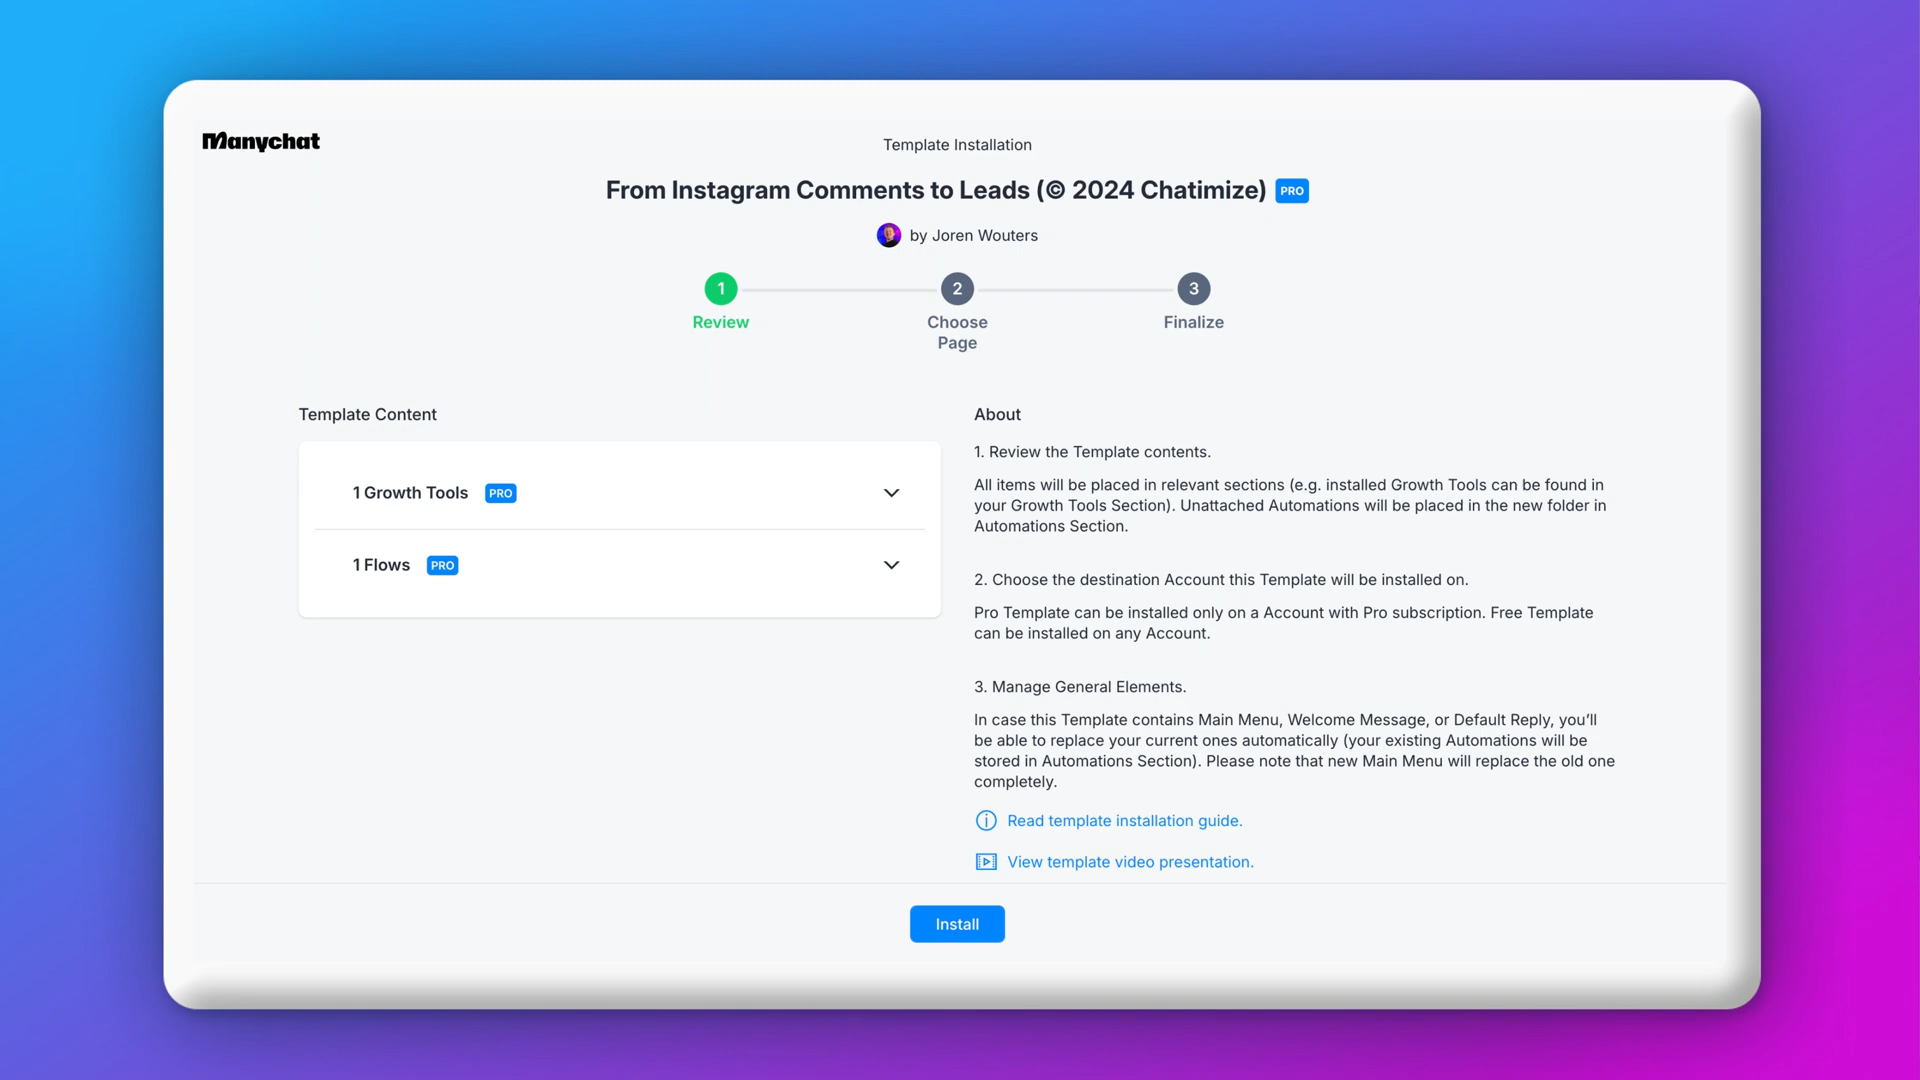 Manychat
Template Installation
From Instagram Comments to Leads (© 2024 Chatimize) PRO
by Joren Wouters
1
2
3
Review
Choose
Page
Finalize
Template Content
1 Growth Tools PRO
1 Flows PRO
About
1. Review the Template contents.
All items will be placed in relevant sections (e.g. installed Growth Tools can be found in
your Growth Tools Section). Unattached Automations will be placed in the new folder in
Automations Section.
2. Choose the destination Account this Template will be installed on.
Pro Template can be installed only on a Account with Pro subscription. Free Template
can be installed on any Account.
3. Manage General Elements.
In case this Template contains Main Menu, Welcome Message, or Default Reply, you’ll
be able to replace your current ones automatically (your existing Automations will be
stored in Automations Section). Please note that new Main Menu will replace the old one
completely.
Read template installation guide.
View template video presentation.
Install